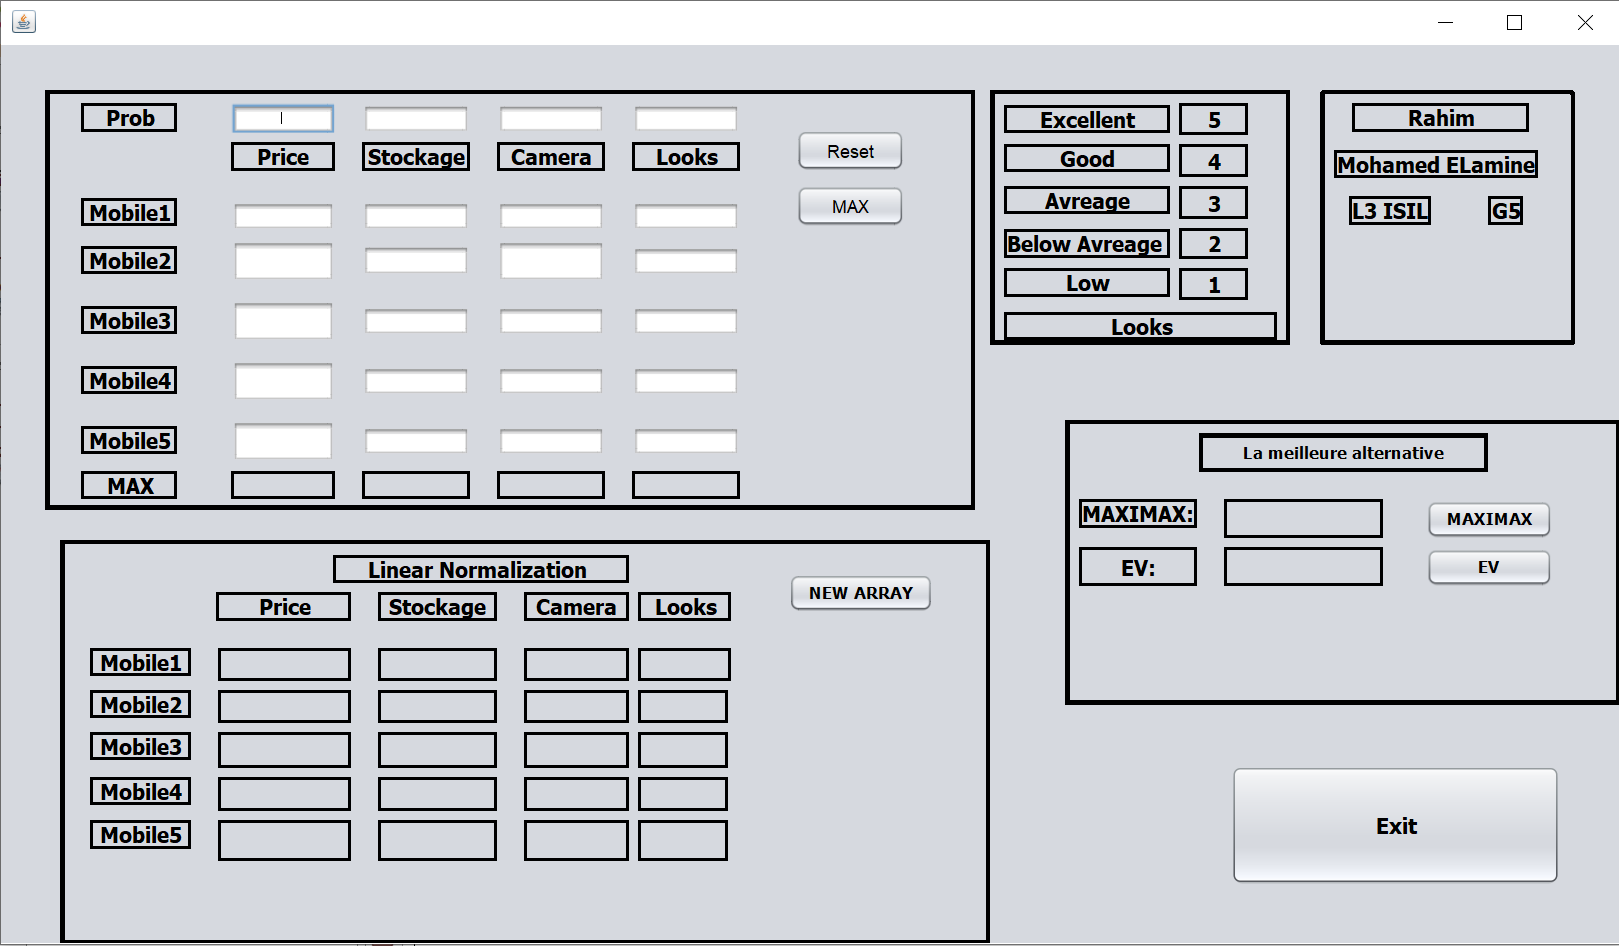 Prob
Price Stockage Camera Looks
Reset
Mobile1
MAX
Mobile2
Mobile3
Mobile4
Mobile5
MAX
Excellent 5
Good 4
Avreage 3
Below Avreage 2
Low 1
Looks
Rahim
Mohamed ELamine
L3 ISIL G5
La meilleure alternative
MAXIMAX: MAXIMAX
EV: EV
Linear Normalization
NEW ARRAY
Price Stockage Camera Looks
Mobile1
Mobile2
Mobile3
Mobile4
Mobile5
Exit